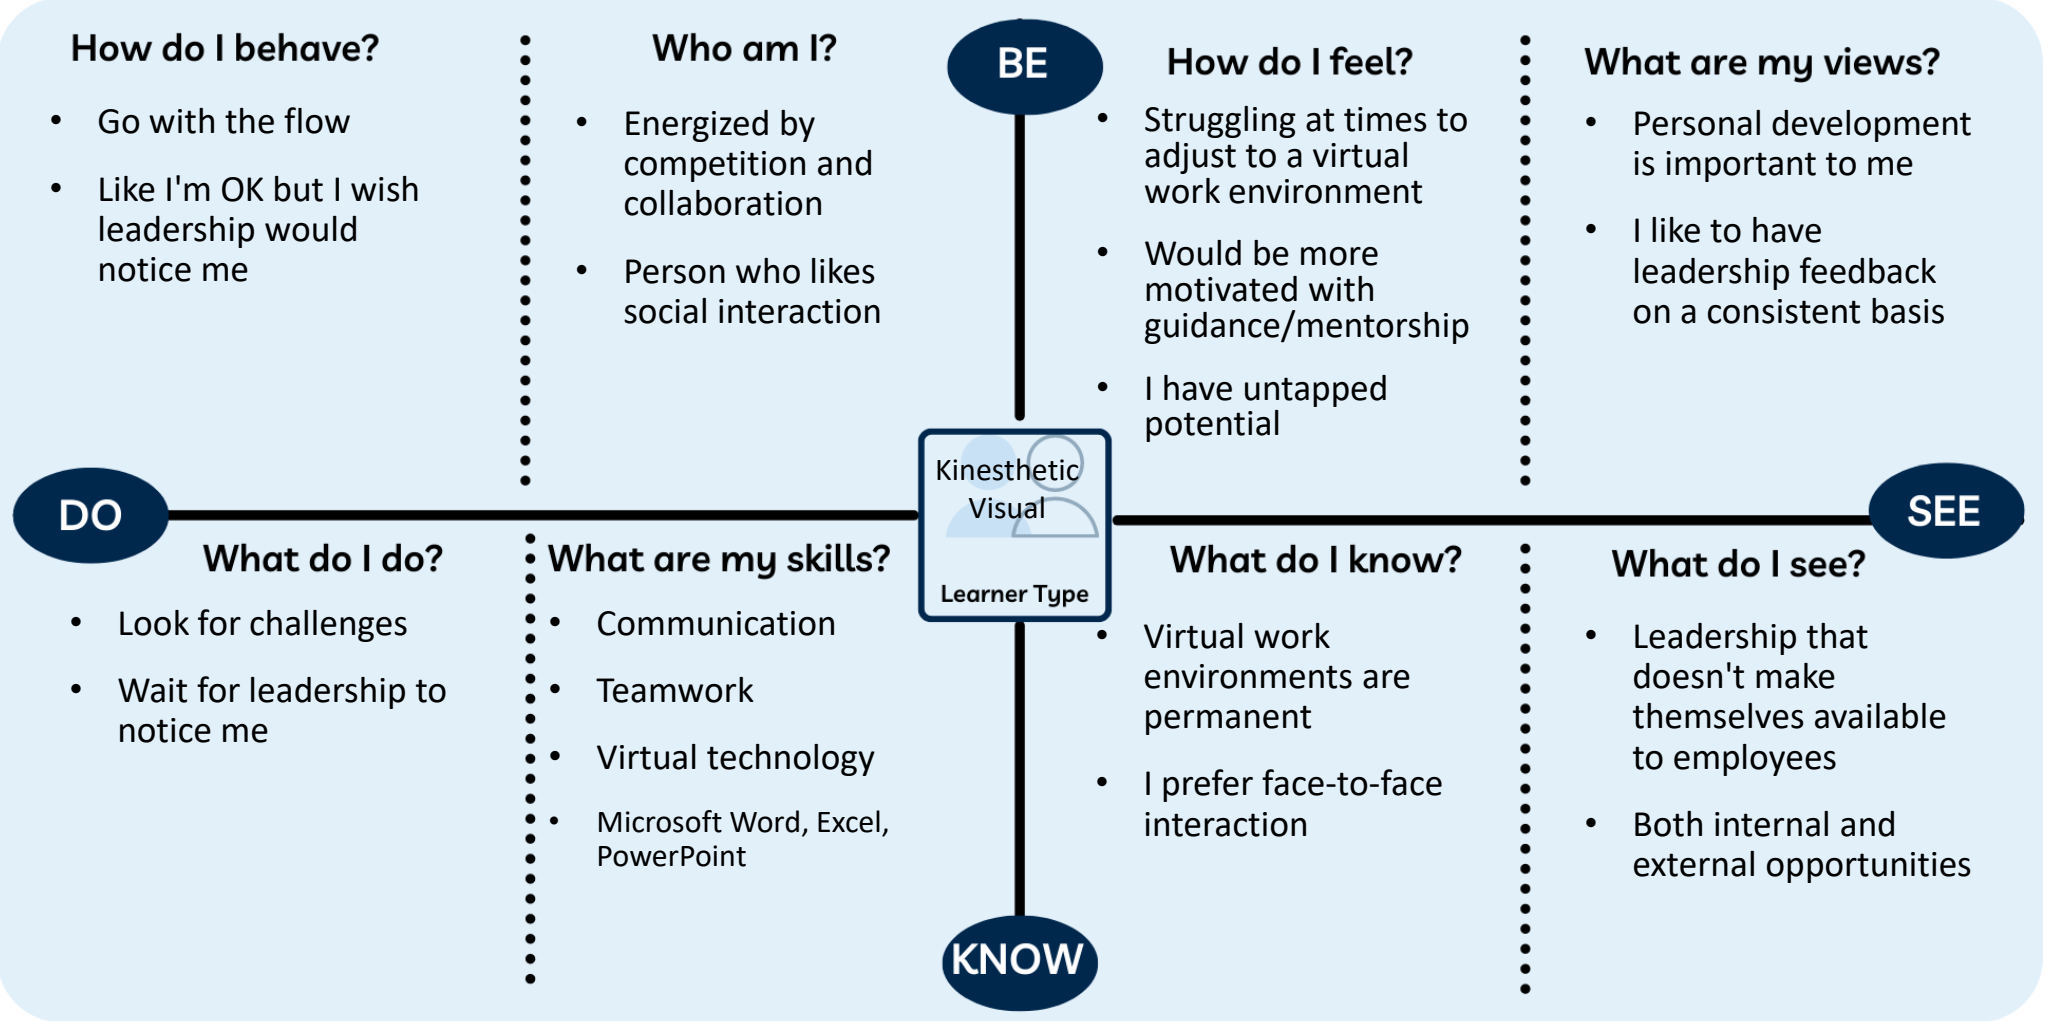 BE
How do I behave?
• Go with the flow
• Like I'm OK but I wish
leadership would
notice me
Who am I?
• Energized by
competition and
collaboration
• Person who likes
social interaction
How do I feel?
• Struggling at times to
adjust to a virtual
work environment
• Would be more
motivated with
guidance/mentorship
• I have untapped
potential
What are my views?
• Personal development
is important to me
• I like to have
leadership feedback
on a consistent basis
DO
Kinesthetic
Visual
Learner Type
SEE
What do I do?
• Look for challenges
• Wait for leadership to
notice me
What are my skills?
• Communication
• Teamwork
• Virtual technology
• Microsoft Word, Excel,
PowerPoint
What do I know?
• Virtual work
environments are
permanent
• I prefer face-to-face
interaction
What do I see?
• Leadership that
doesn't make
themselves available
to employees
• Both internal and
external opportunities
KNOW